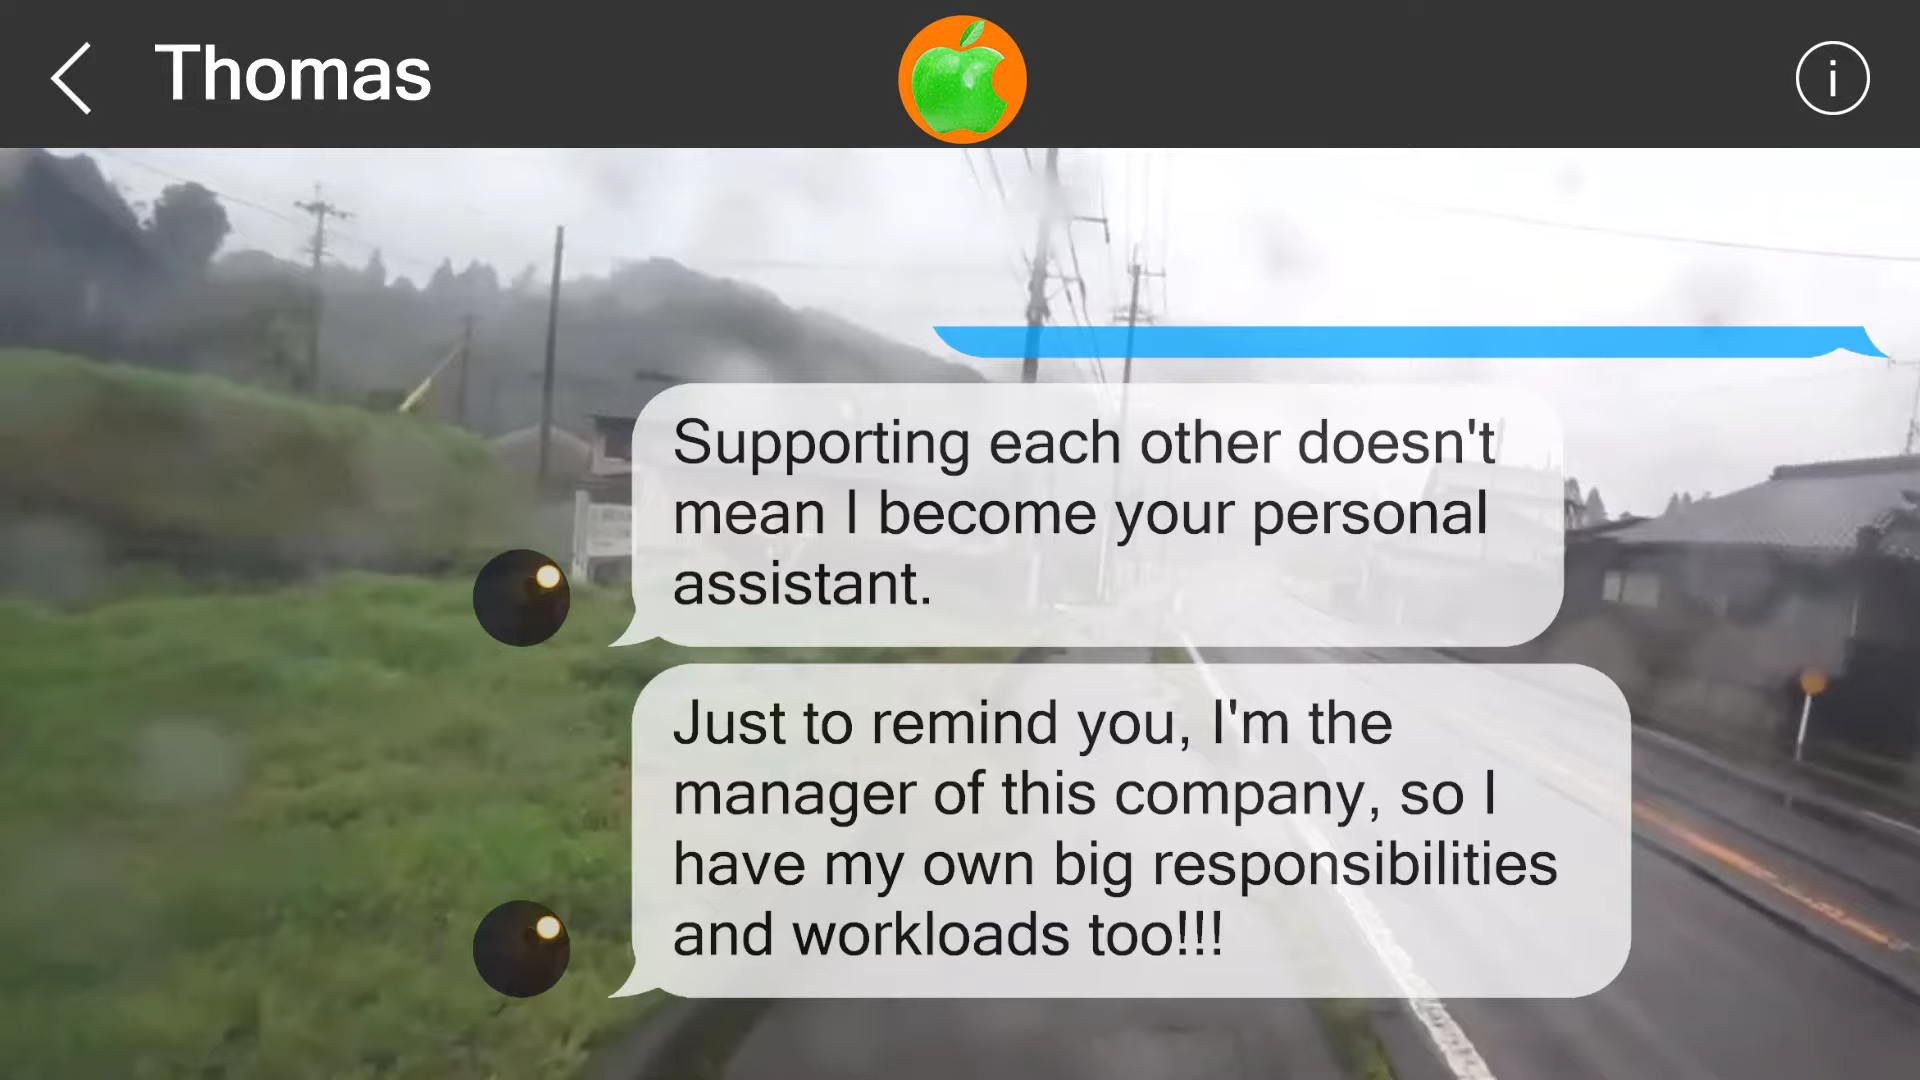 Thomas
Supporting each other doesn't
mean I become your personal
assistant.
Just to remind you, I'm the
manager of this company, so I
have my own big responsibilities
and workloads too!!!